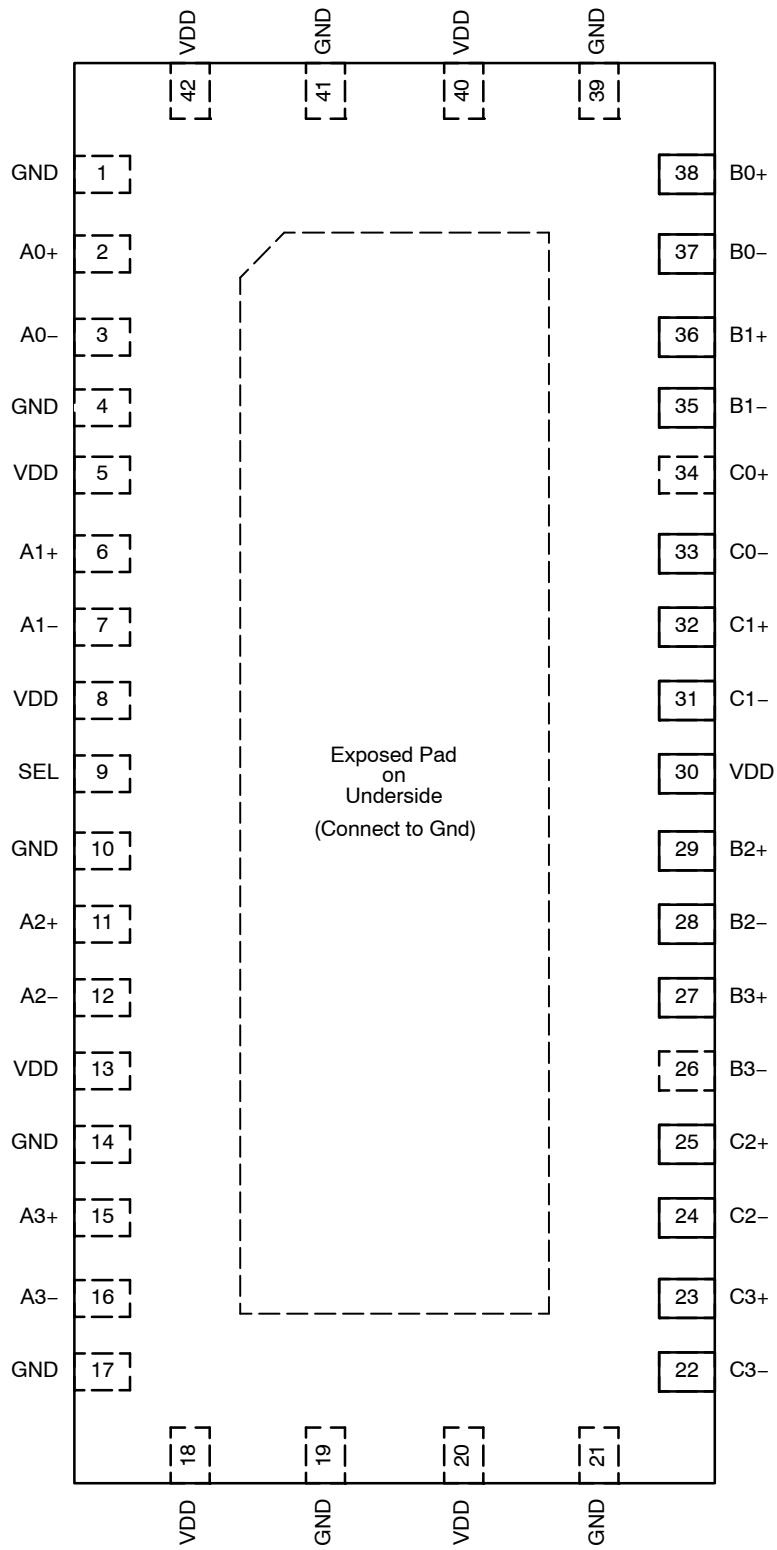 VDD GND VDD GND
42 41 40 39
GND 1 38 B0+
A0+ 2 37 B0−
A0− 3 36 B1+
GND 4 35 B1−
VDD 5 34 C0+
A1+ 6 33 C0−
A1− 7 32 C1+
VDD 8 31 C1−
SEL 9 30 VDD
Exposed Pad
on
Underside
(Connect to Gnd)
GND 10 29 B2+
A2+ 11 28 B2−
A2− 12 27 B3+
VDD 13 26 B3−
GND 14 25 C2+
A3+ 15 24 C2−
A3− 16 23 C3+
GND 17 22 C3−
18 19 20 21
VDD GND VDD GND